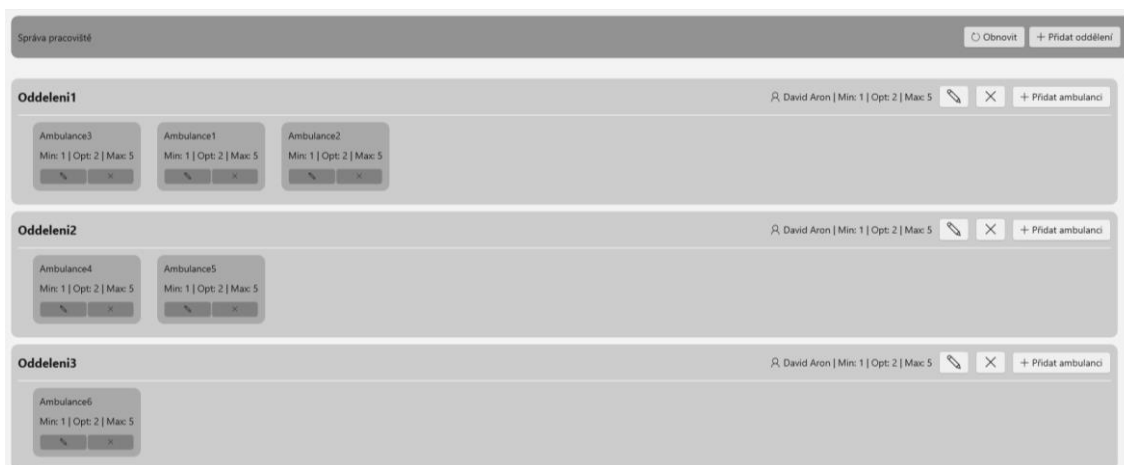 Správa pracoviště
Obnovit
+ Přidat oddělení
Oddeleni1
David Aron | Min: 1 | Opt: 2 | Max: 5
+ Přidat ambulanci
Ambulance3
Min: 1 | Opt: 2 | Max: 5
Ambulance1
Min: 1 | Opt: 2 | Max: 5
Ambulance2
Min: 1 | Opt: 2 | Max: 5
Oddeleni2
David Aron | Min: 1 | Opt: 2 | Max: 5
+ Přidat ambulanci
Ambulance4
Min: 1 | Opt: 2 | Max: 5
Ambulance5
Min: 1 | Opt: 2 | Max: 5
Oddeleni3
David Aron | Min: 1 | Opt: 2 | Max: 5
+ Přidat ambulanci
Ambulance6
Min: 1 | Opt: 2 | Max: 5